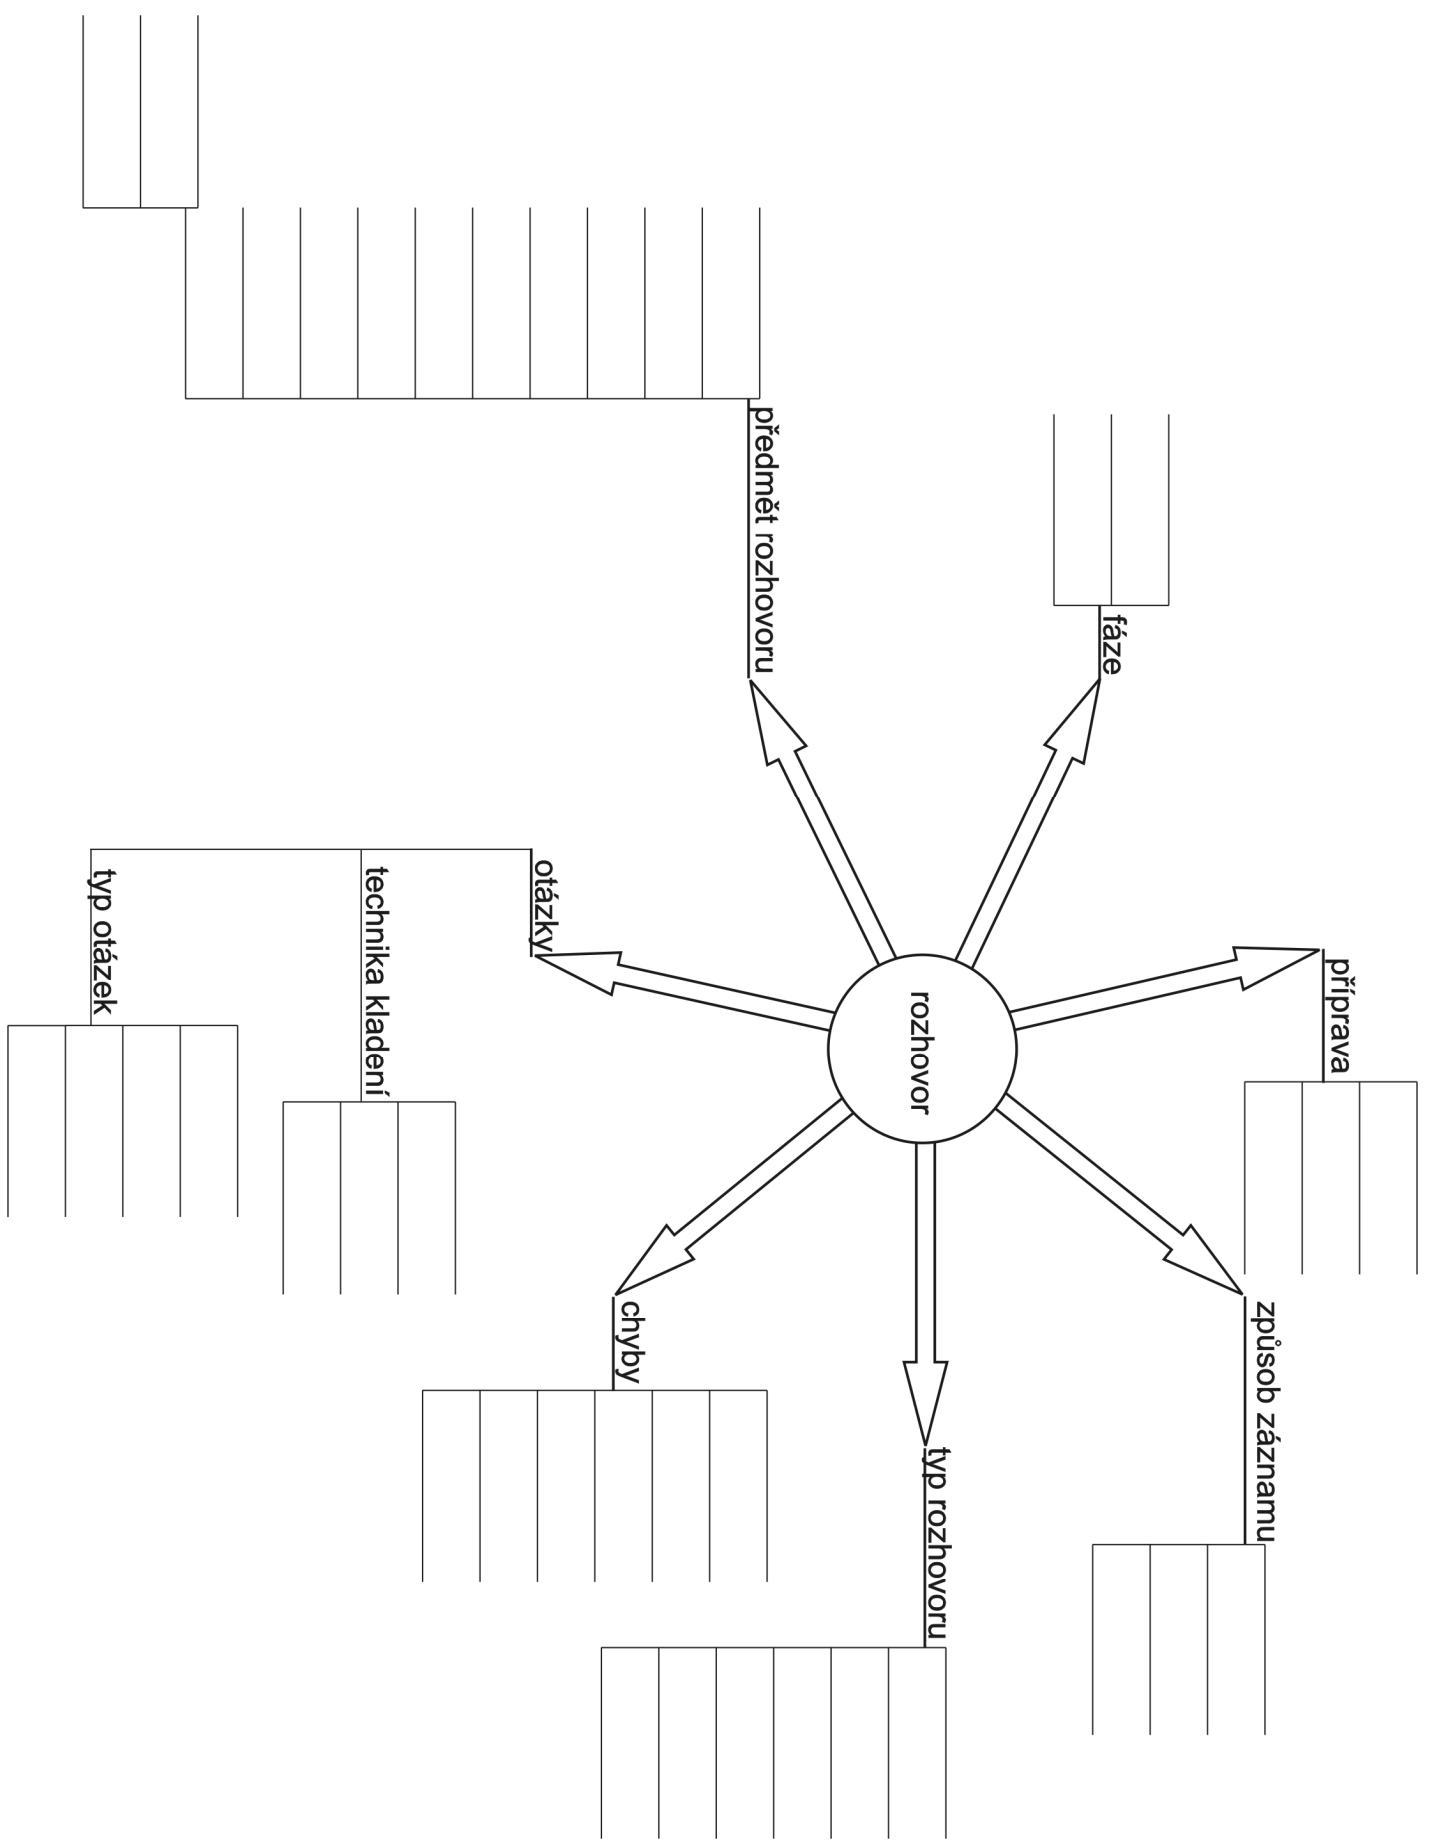 příprava
způsob záznamu
fáze
rozhovor
typ rozhovoru
předmět rozhovoru
chyby
otázky
technika kladení
typ otázek